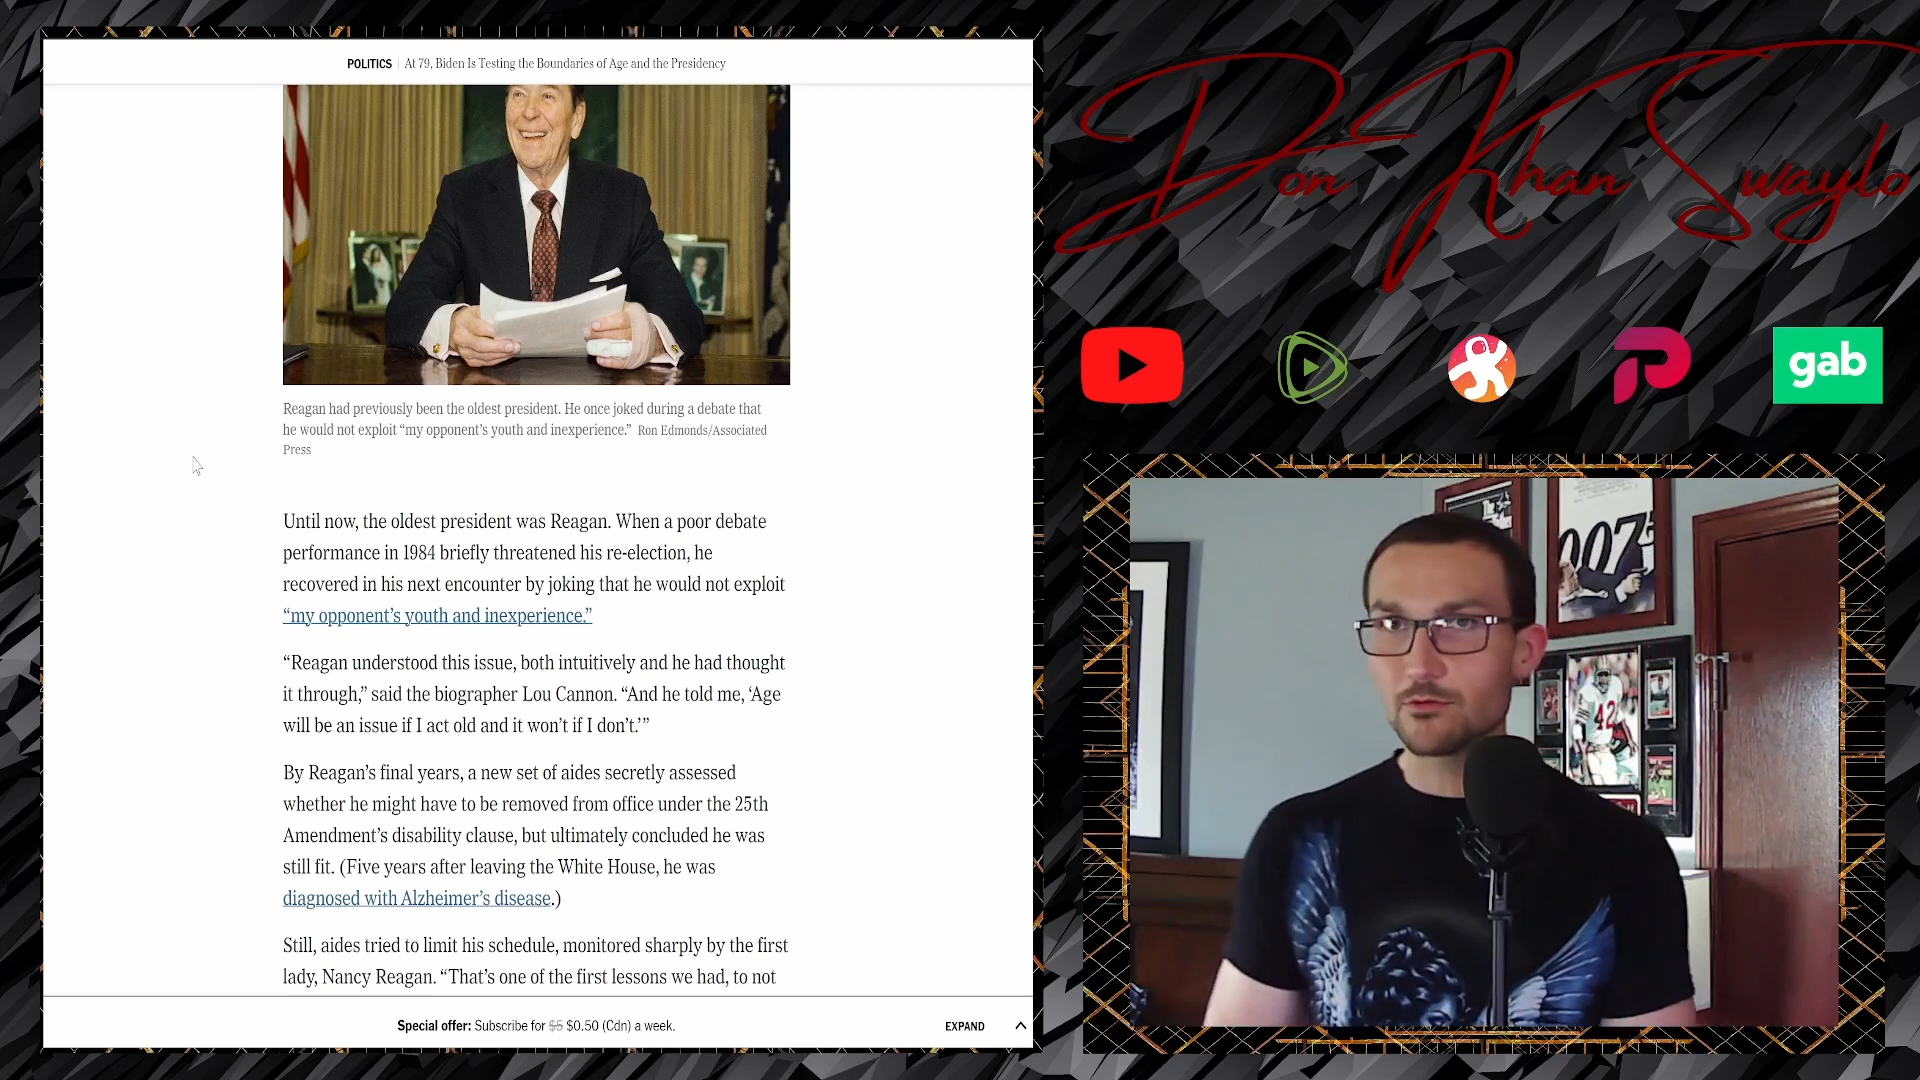 POLITICS | At 79, Biden Is Testing the Boundaries of Age and the Presidency
Reagan had previously been the oldest president. He once joked during a debate that
he would not exploit “my opponent’s youth and inexperience.” Ron Edmonds/Associated
Press
Until now, the oldest president was Reagan. When a poor debate
performance in 1984 briefly threatened his re-election, he
recovered in his next encounter by joking that he would not exploit
“my opponent’s youth and inexperience.”
“Reagan understood this issue, both intuitively and he had thought
it through,” said the biographer Lou Cannon. “And he told me, ‘Age
will be an issue if I act old and it won’t if I don’t.’”
By Reagan’s final years, a new set of aides secretly assessed
whether he might have to be removed from office under the 25th
Amendment’s disability clause, but ultimately concluded he was
still fit. (Five years after leaving the White House, he was
diagnosed with Alzheimer’s disease.)
Still, aides tried to limit his schedule, monitored sharply by the first
lady, Nancy Reagan. “That’s one of the first lessons we had, to not
Special offer: Subscribe for $5 $0.50 (Cdn) a week.
EXPAND
Don Khan Swaylo
gab
007
42